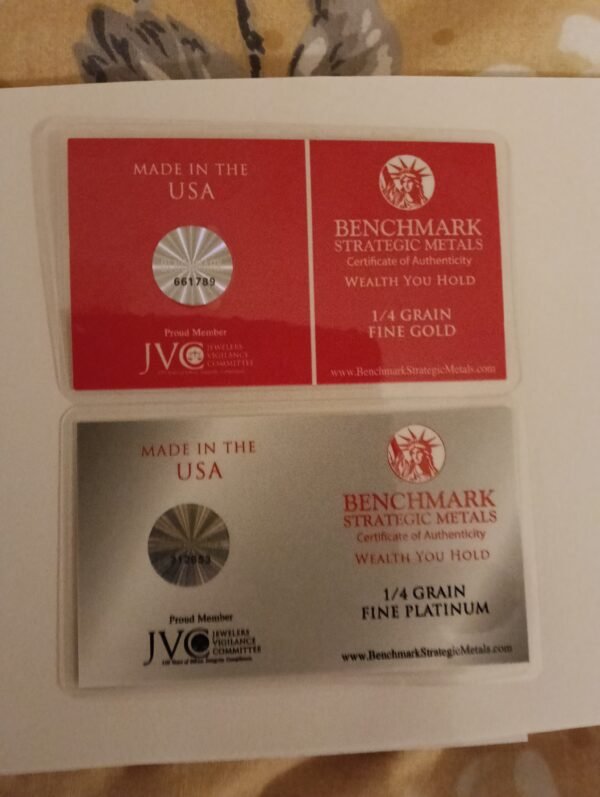 MADE IN THE
USA
661789
Proud Member
JVC JEWELERS
VIGILANCE
COMMITTEE
BENCHMARK
STRATEGIC METALS
Certificate of Authenticity
WEALTH YOU HOLD
1/4 GRAIN
FINE GOLD
www.BenchmarkStrategicMetals.com
MADE IN THE
USA
Proud Member
JVC JEWELERS
VIGILANCE
COMMITTEE
BENCHMARK
STRATEGIC METALS
Certificate of Authenticity
WEALTH YOU HOLD
1/4 GRAIN
FINE PLATINUM
www.BenchmarkStrategicMetals.com